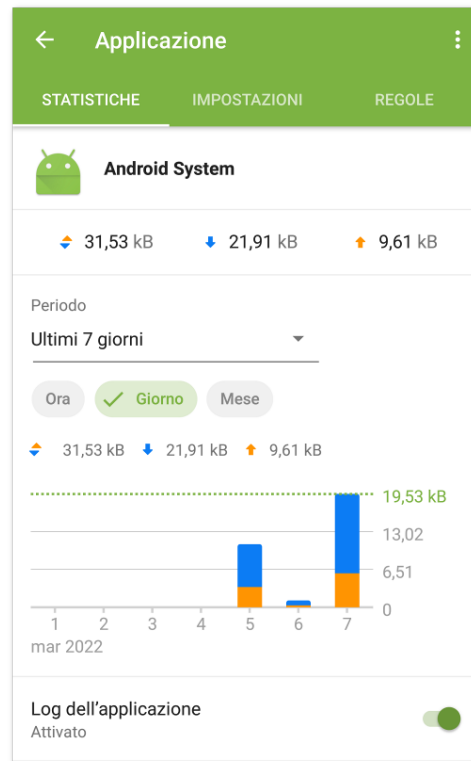 Applicazione
STATISTICHE IMPOSTAZIONI REGOLE
Android System
31,53 kB 21,91 kB 9,61 kB
Periodo
Ultimi 7 giorni
Ora Giorno Mese
31,53 kB 21,91 kB 9,61 kB
19,53 kB
13,02
6,51
0
1 2 3 4 5 6 7
mar 2022
Log dell'applicazione
Attivato